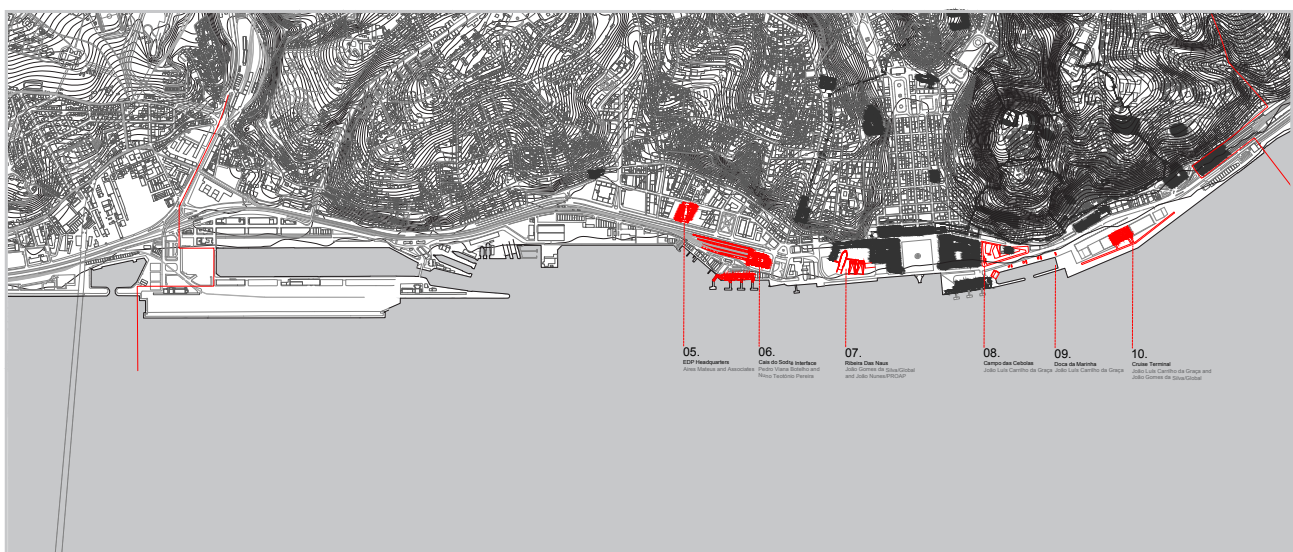 05.
EDP Headquarters
Aires Mateus and Associates
06.
Cais do Sodré Interface
Pedro Viana Botelho and
Nuno Teotónio Pereira
07.
Ribeira Das Naus
João Gomes da Silva/Global
and João Nunes/PROAP
08.
Campo das Cebolas
João Luís Carrilho da Graça
09.
Doca da Marinha
João Luís Carrilho da Graça
10.
Cruise Terminal
João Luís Carrilho da Graça and
João Gomes da Silva/Global